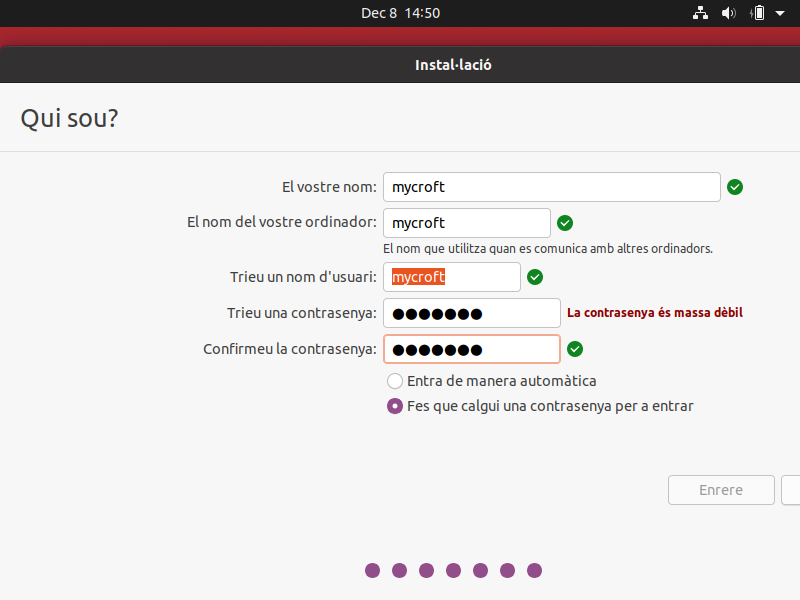 Dec 8 14:50
Instal·lació
Qui sou?
El vostre nom: mycroft
El nom del vostre ordinador: mycroft
El nom que utilitza quan es comunica amb altres ordinadors.
Trieu un nom d'usuari: mycroft
Trieu una contrasenya: ●●●●●●● La contrasenya és massa dèbil
Confirmeu la contrasenya: ●●●●●●●
Entra de manera automàtica
Fes que calgui una contrasenya per a entrar
Enrere